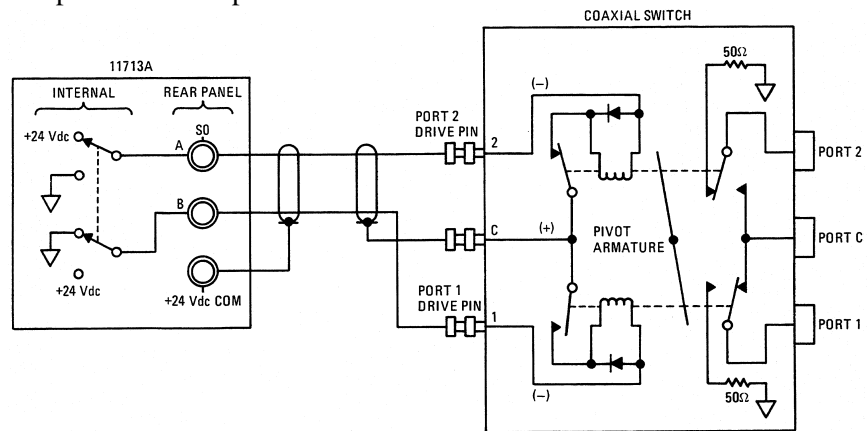 COAXIAL SWITCH
11713A
INTERNAL
REAR PANEL
+24 Vdc
A
S0
B
+24 Vdc
+24 Vdc COM
PORT 2
DRIVE PIN
2
C
PORT 1
DRIVE PIN
1
(−)
(+)
(−)
PIVOT
ARMATURE
50Ω
50Ω
PORT 2
PORT C
PORT 1